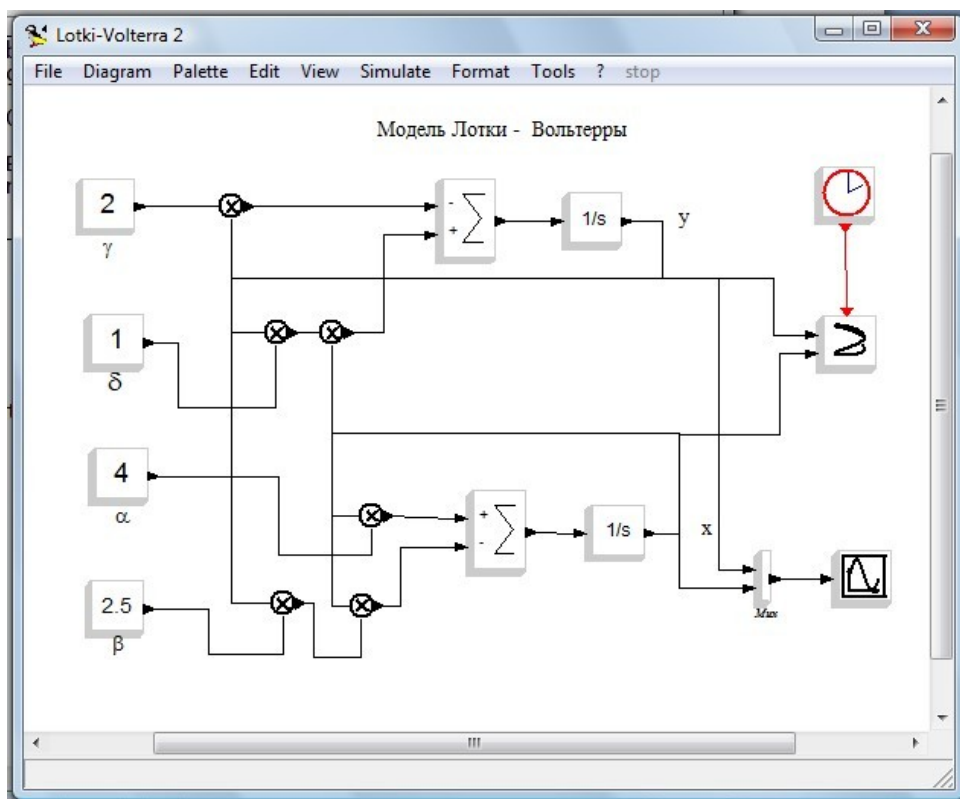 Lotki-Volterra 2
File Diagram Palette Edit View Simulate Format Tools ? stop
Модель Лотки - Вольтерры
2
γ
- + Σ
1/s
y
1
δ
4
α
+ - Σ
1/s
x
2.5
β
Mux